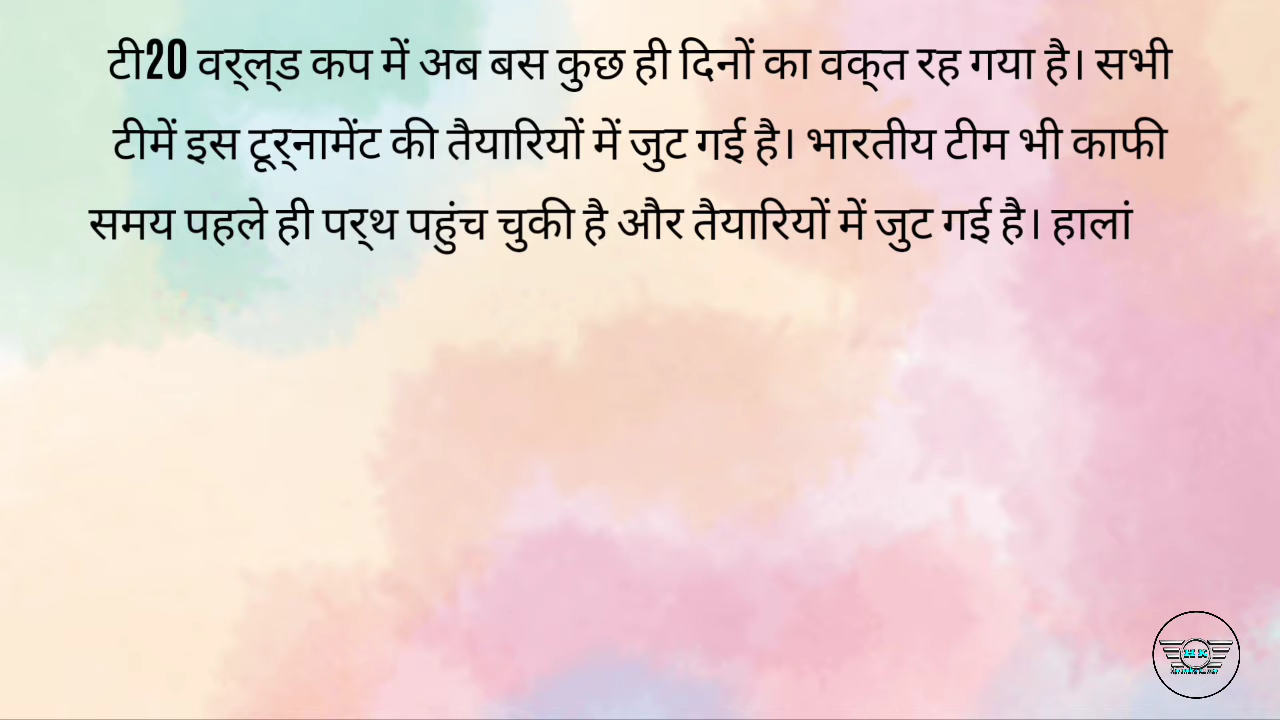 टी20 वर्ल्ड कप में अब बस कुछ ही दिनों का वक्त रह गया है। सभी
टीमें इस टूर्नामेंट की तैयारियों में जुट गई है। भारतीय टीम भी काफी
समय पहले ही पर्थ पहुंच चुकी है और तैयारियों में जुट गई है। हालां